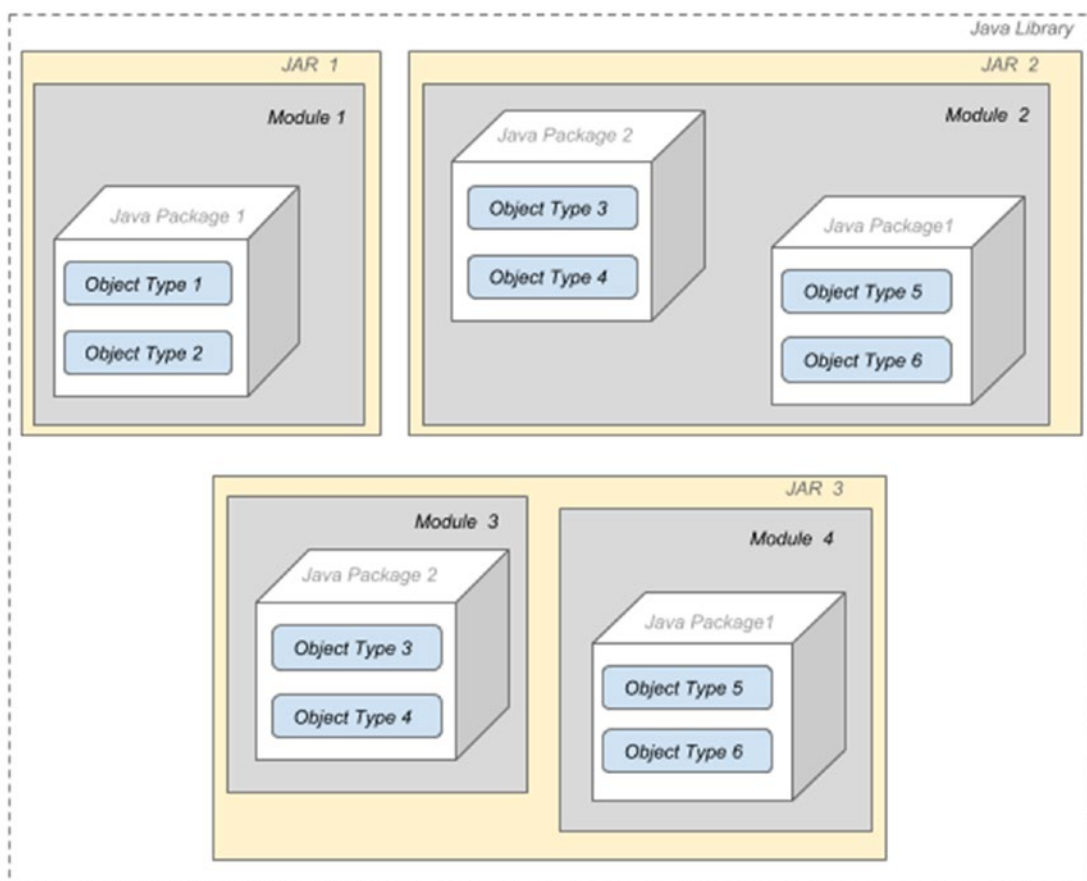 Java Library
JAR 1
Module 1
Java Package 1
Object Type 1
Object Type 2
JAR 2
Module 2
Java Package 2
Object Type 3
Object Type 4
Java Package1
Object Type 5
Object Type 6
JAR 3
Module 3
Java Package 2
Object Type 3
Object Type 4
Module 4
Java Package1
Object Type 5
Object Type 6